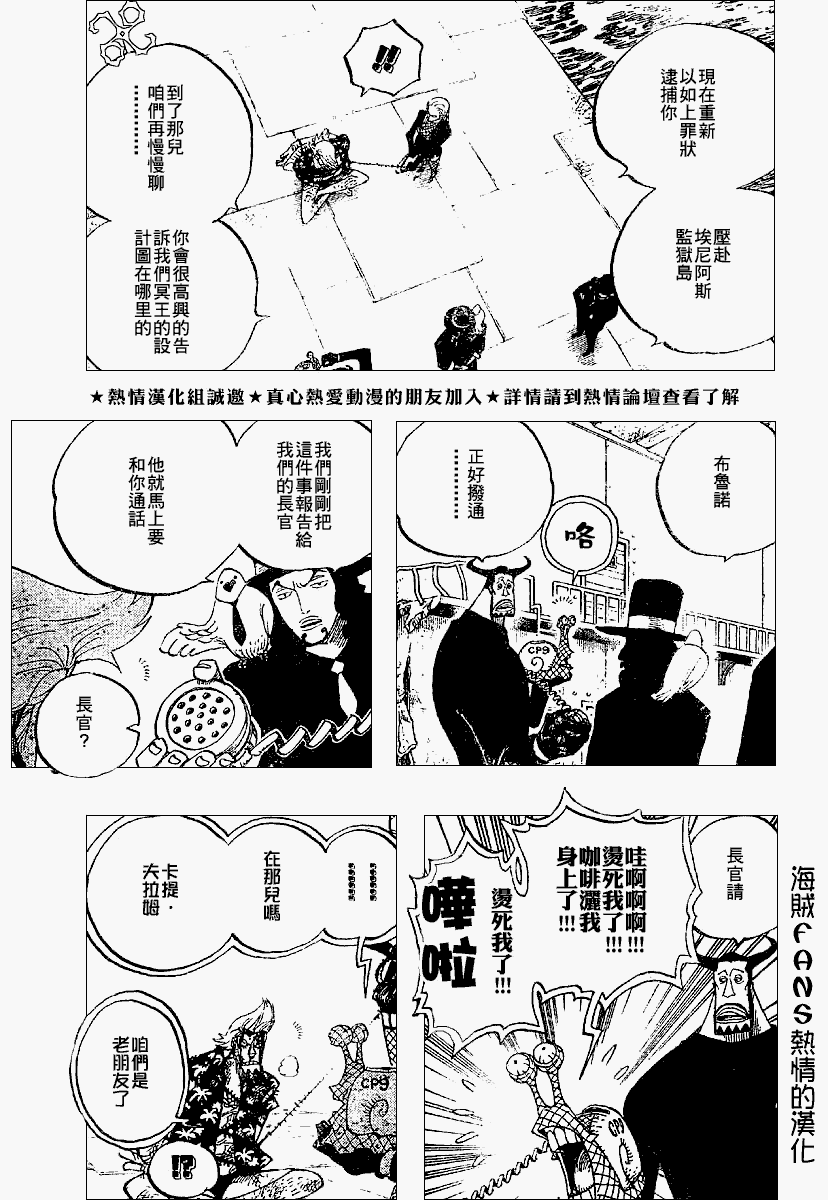 !!
現在重新
以如上罪狀
逮捕你
壓赴
埃尼阿斯
監獄島
到了那兒
咱們再慢慢聊
…………
你會很高興的告
訴我們冥王的設
計圖在哪里的
★熱情漢化組誠邀★真心熱愛動漫的朋友加入★詳情請到熱情論壇查看了解
布魯諾
正好撥通
…………
咯
CP9
我們剛剛把
這件事報告給
我們的長官
他就馬上要
和你通話
長官？
長官請
哇啊啊啊!!!
燙死我了!!!
咖啡灑我
身上了!!!
燙死我了!!!
嘩啦
在那兒嗎
卡提．
夫拉姆
CP9
咱們是
老朋友了
!?
海賊FANS熱情的漢化